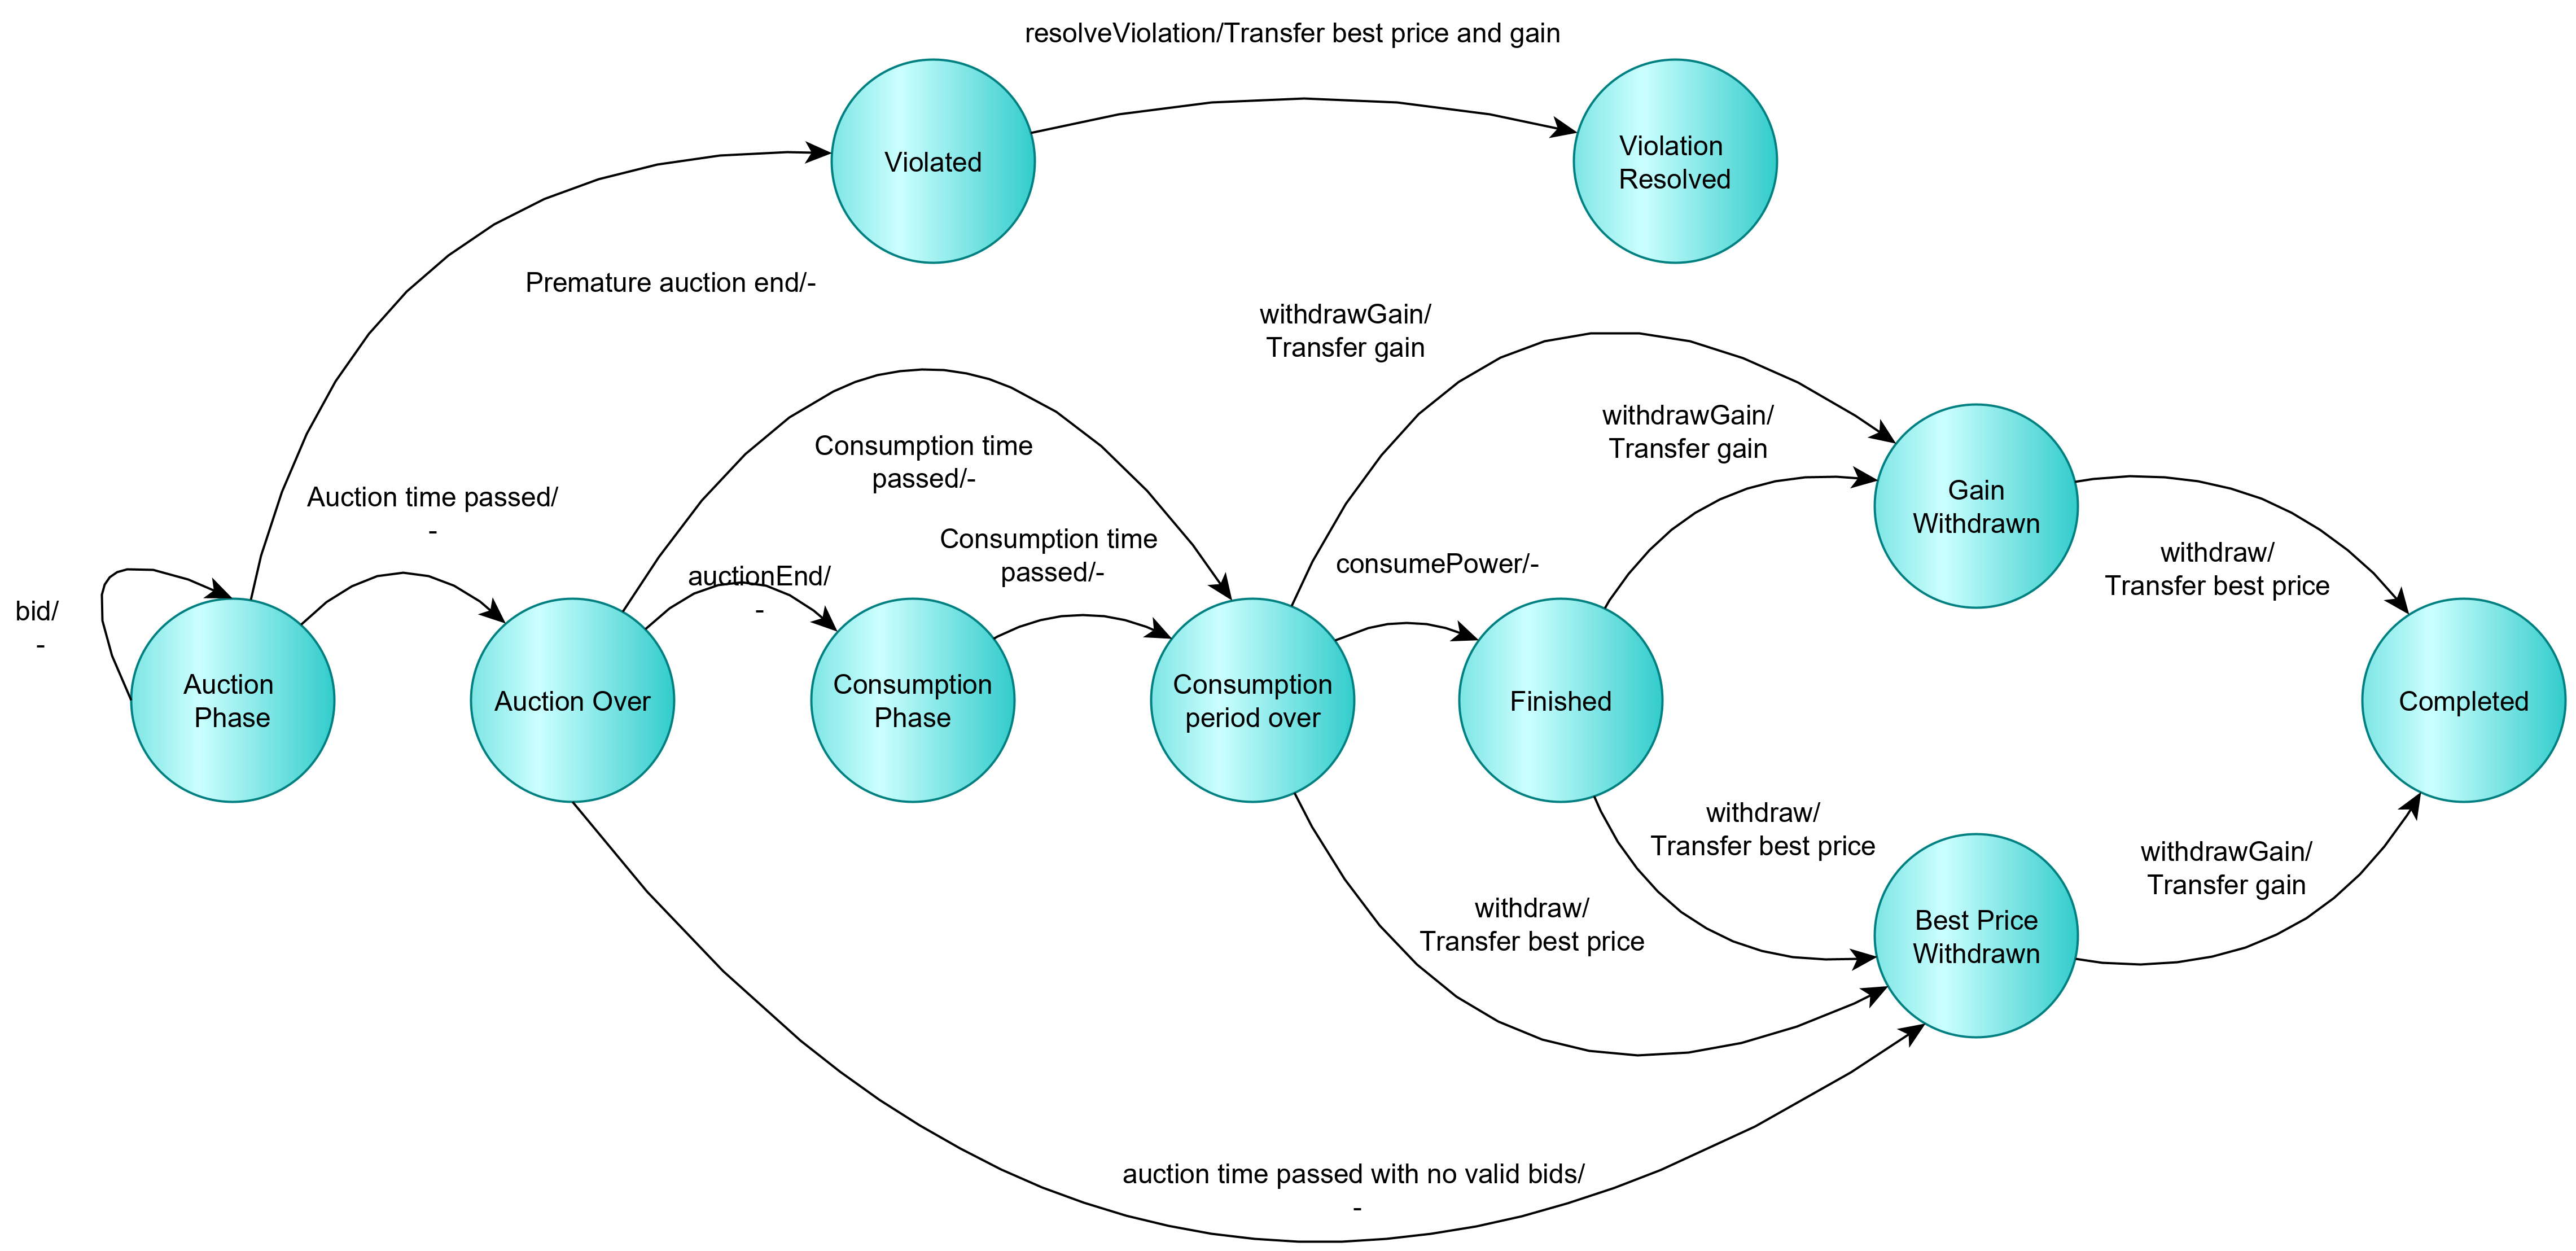 resolveViolation/Transfer best price and gain
Violated
Violation
Resolved
Premature auction end/-
withdrawGain/
Transfer gain
withdrawGain/
Transfer gain
Consumption time
passed/-
Auction time passed/
-
Consumption time
passed/-
auctionEnd/
-
consumePower/-
Gain
Withdrawn
withdraw/
Transfer best price
bid/
-
Auction
Phase
Auction Over
Consumption
Phase
Consumption
period over
Finished
Completed
withdraw/
Transfer best price
withdraw/
Transfer best price
Best Price
Withdrawn
withdrawGain/
Transfer gain
auction time passed with no valid bids/
-